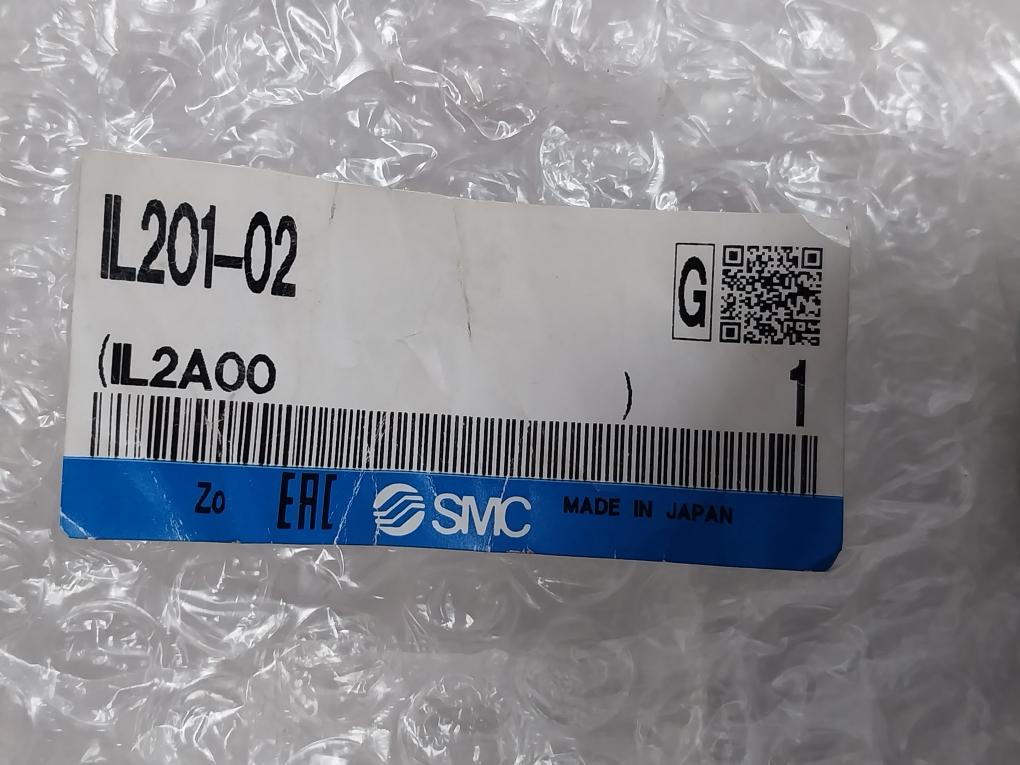 IL201-02
G
(IL2A00 )
1
Zo EAC SMC MADE IN JAPAN